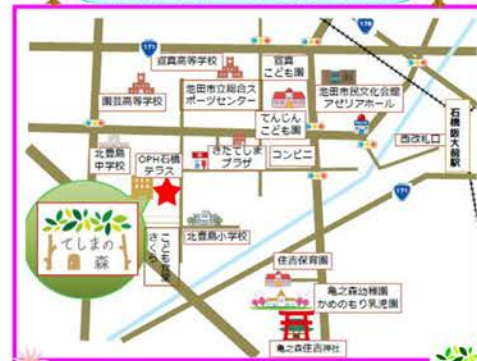 176
171
宣真高等学校
宣真
こども園
園芸高等学校
池田市立総合ス
ポーツセンター
池田市民文化会館
アゼリアホール
てんじん
こども園
石橋阪大前駅
西改札口
北豊島
中学校
OPH石橋
テラス
きたてしま
プラザ
コンビニ
171
てしまの
森
こども広場
さくら
北豊島小学校
住吉保育園
亀之森幼稚園
かめのもり乳児園
亀之森住吉神社